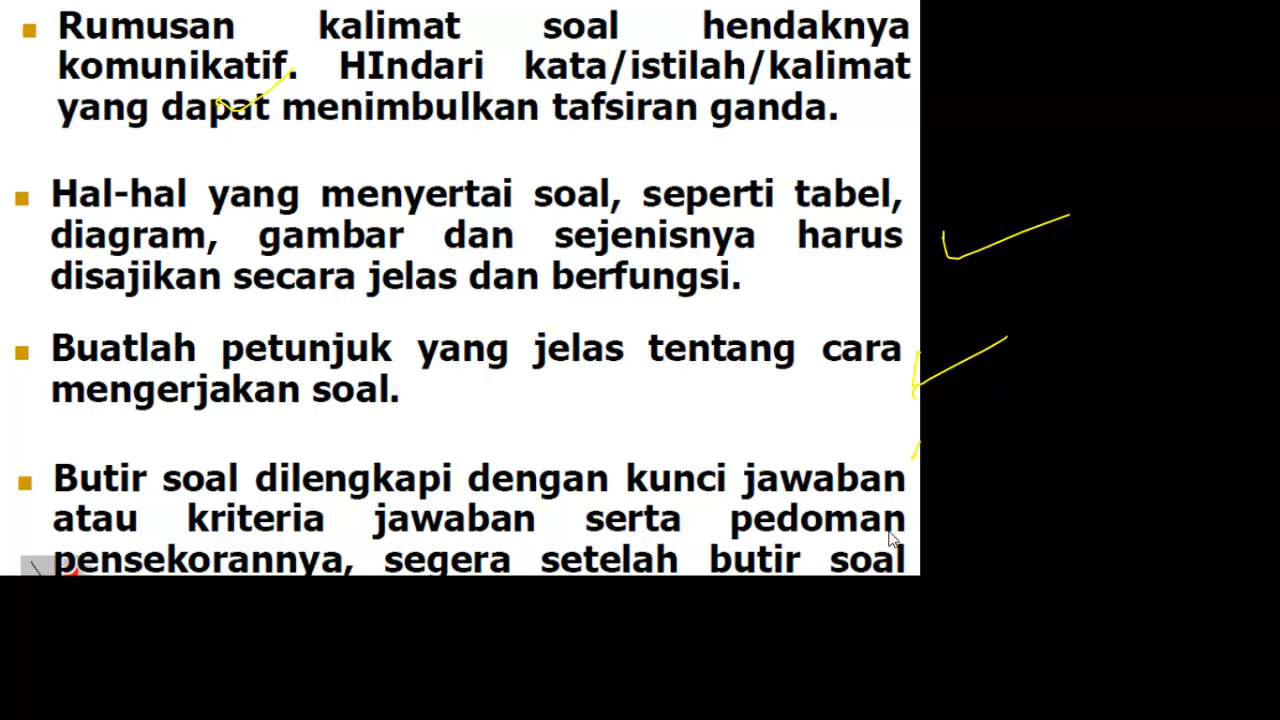 Rumusan kalimat soal hendaknya
komunikatif. HIndari kata/istilah/kalimat
yang dapat menimbulkan tafsiran ganda.
Hal-hal yang menyertai soal, seperti tabel,
diagram, gambar dan sejenisnya harus
disajikan secara jelas dan berfungsi.
Buatlah petunjuk yang jelas tentang cara
mengerjakan soal.
Butir soal dilengkapi dengan kunci jawaban
atau kriteria jawaban serta pedoman
pensekorannya, segera setelah butir soal